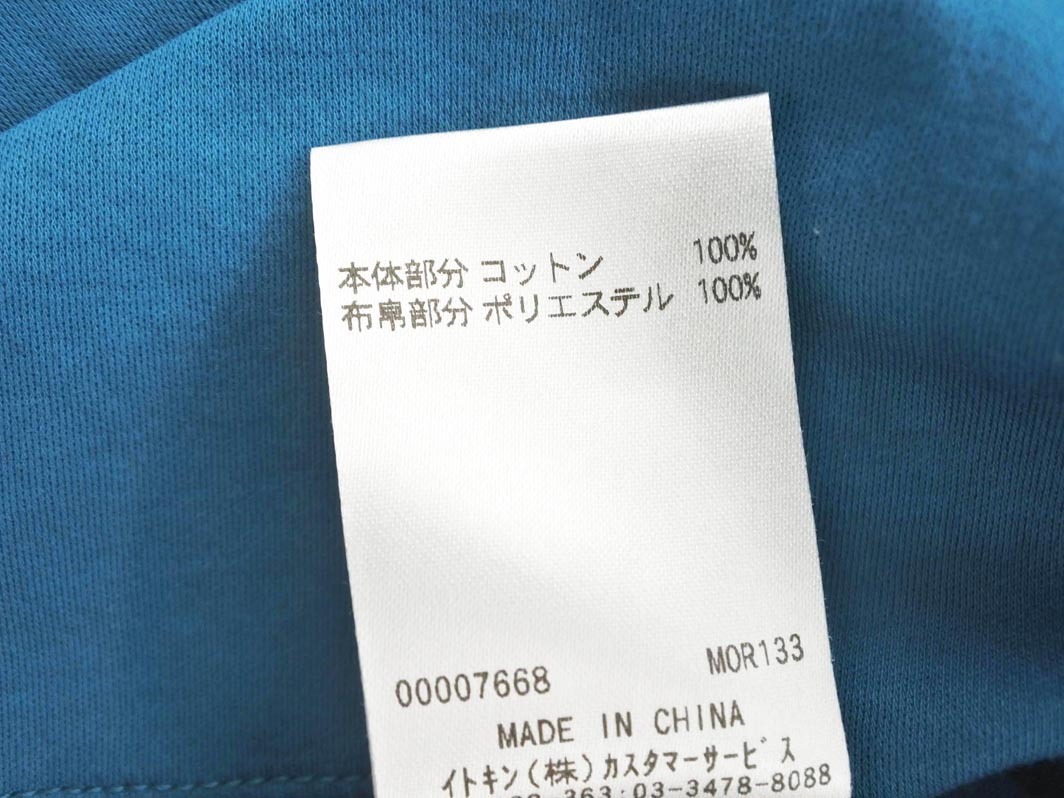 本体部分 コットン 100%
布帛部分 ポリエステル 100%
00007668 MOR133
MADE IN CHINA
イトキン(株)カスタマーサービス
363:03-3478-8088